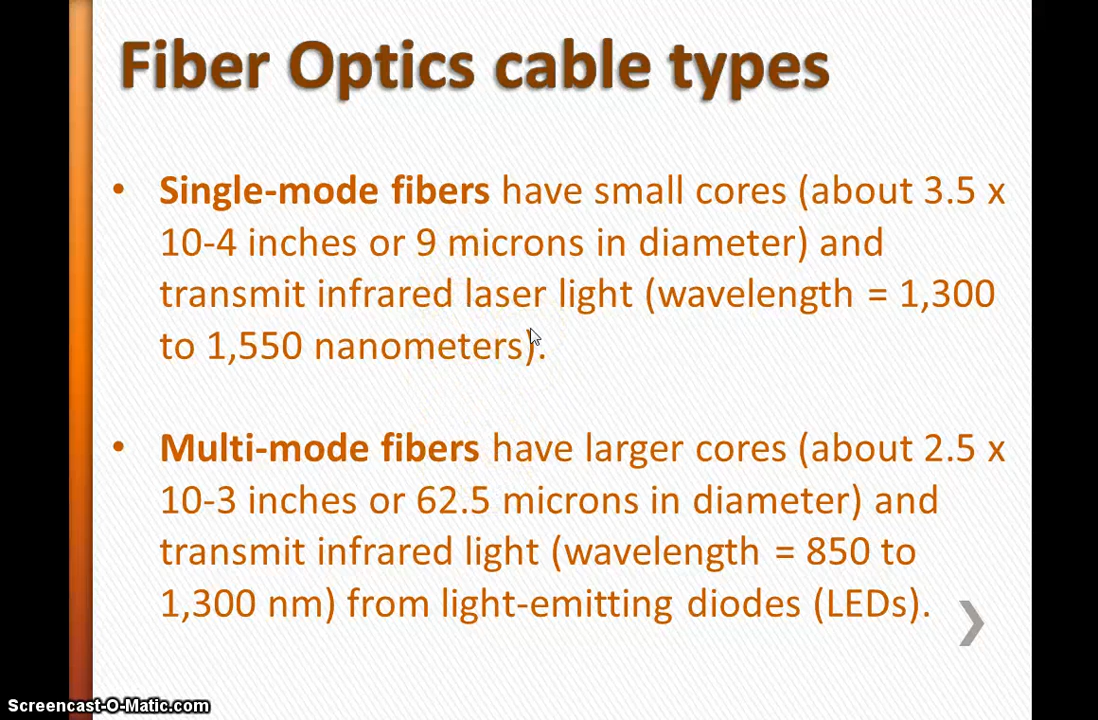 Fiber Optics cable types
• Single-mode fibers have small cores (about 3.5 x
10-4 inches or 9 microns in diameter) and
transmit infrared laser light (wavelength = 1,300
to 1,550 nanometers).
• Multi-mode fibers have larger cores (about 2.5 x
10-3 inches or 62.5 microns in diameter) and
transmit infrared light (wavelength = 850 to
1,300 nm) from light-emitting diodes (LEDs).
Screencast-O-Matic.com